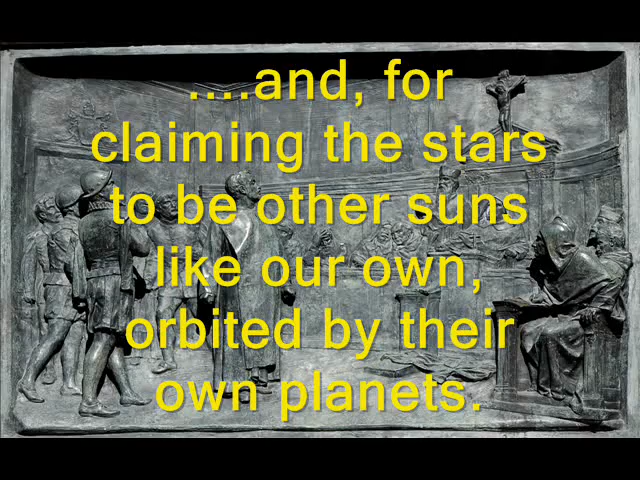 ....and, for
claiming the stars
to be other suns
like our own,
orbited by their
own planets.